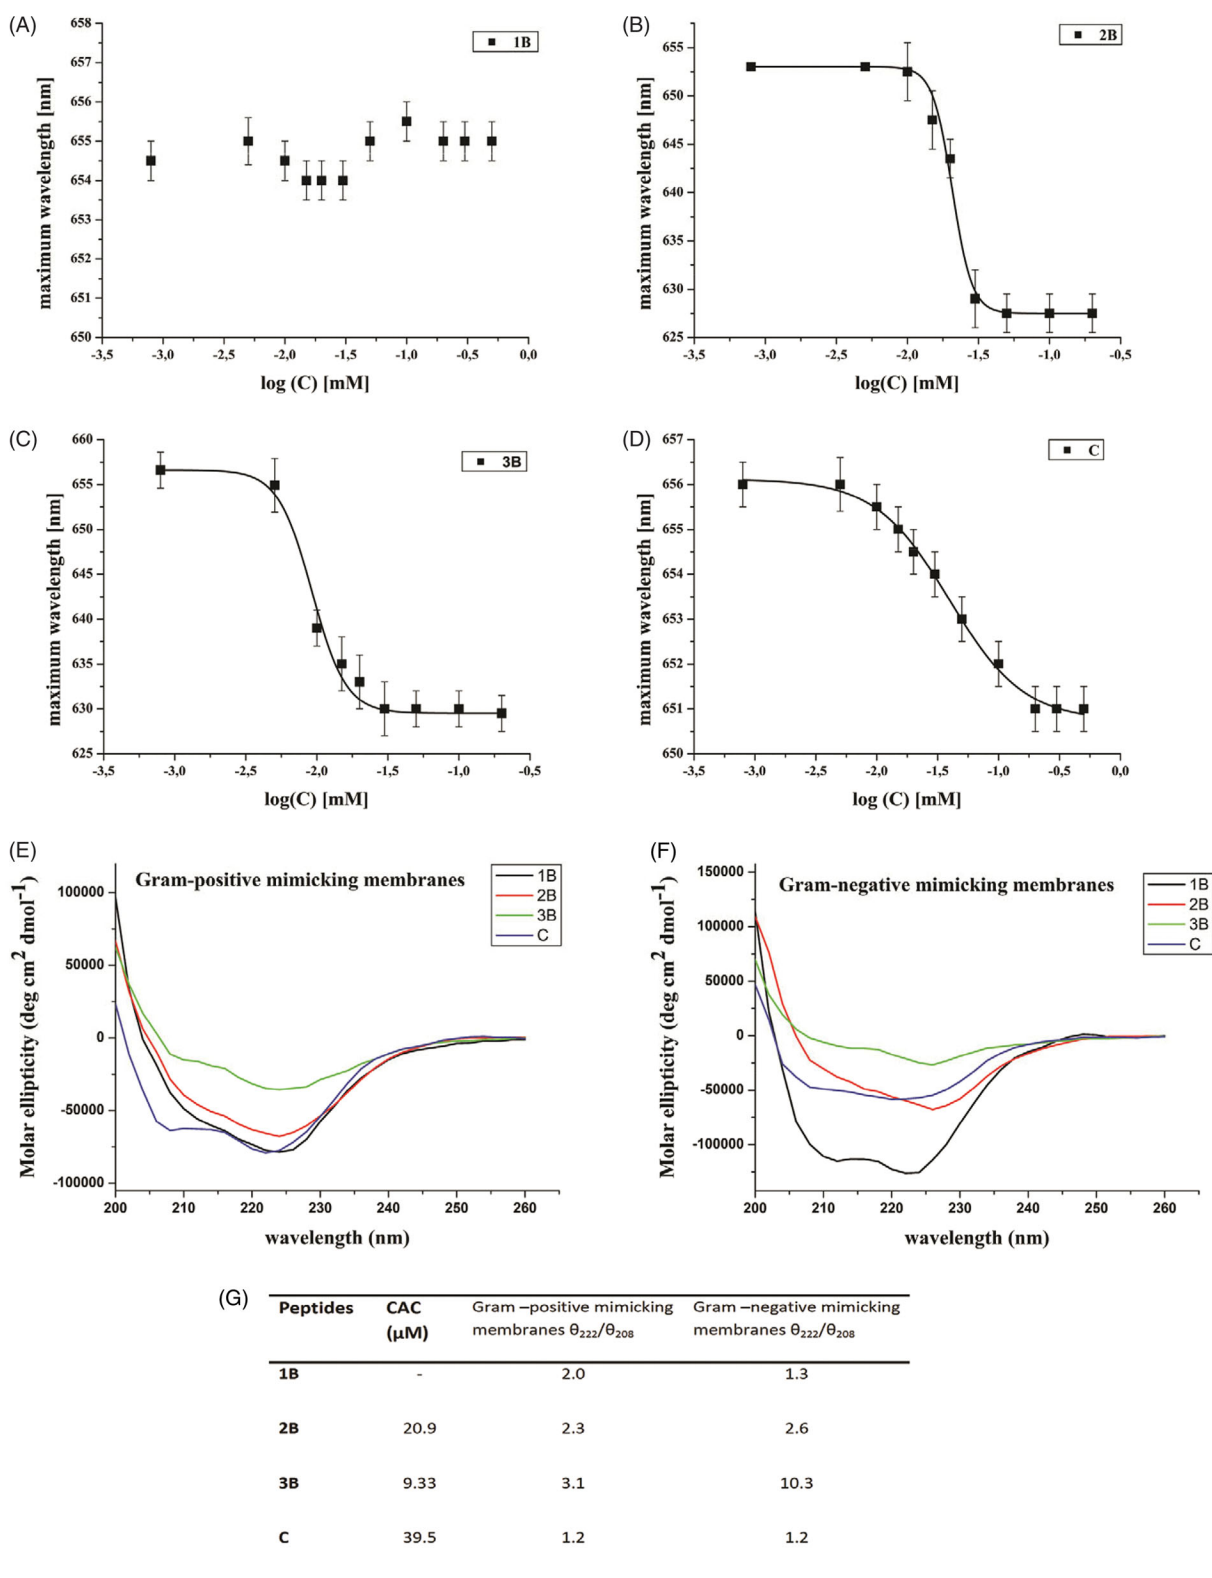 (A)
658
657
656
655
654
653
652
651
650
maximum wavelength [nm]
1B
-3,5 -3,0 -2,5 -2,0 -1,5 -1,0 -0,5 0,0
log (C) [mM]
(B)
655
650
645
640
635
630
625
maximum wavelength [nm]
2B
-3,5 -3,0 -2,5 -2,0 -1,5 -1,0 -0,5
log(C) [mM]
(C)
660
655
650
645
640
635
630
625
maximum wavelength [nm]
3B
-3,5 -3,0 -2,5 -2,0 -1,5 -1,0 -0,5
log(C) [mM]
(D)
657
656
655
654
653
652
651
650
maximum wavelength [nm]
C
-3,5 -3,0 -2,5 -2,0 -1,5 -1,0 -0,5 0,0
log (C) [mM]
(E)
Gram-positive mimicking membranes
1B
2B
3B
C
100000
50000
0
-50000
-100000
Molar ellipticity (deg cm2 dmol-1)
200 210 220 230 240 250 260
wavelength (nm)
(F)
Gram-negative mimicking membranes
1B
2B
3B
C
150000
100000
50000
0
-50000
-100000
Molar ellipticity (deg cm2 dmol-1)
200 210 220 230 240 250 260
wavelength (nm)
(G)
Peptides CAC Gram –positive mimicking Gram –negative mimicking
(µM) membranes θ222/θ208 membranes θ222/θ208
1B - 2.0 1.3
2B 20.9 2.3 2.6
3B 9.33 3.1 10.3
C 39.5 1.2 1.2